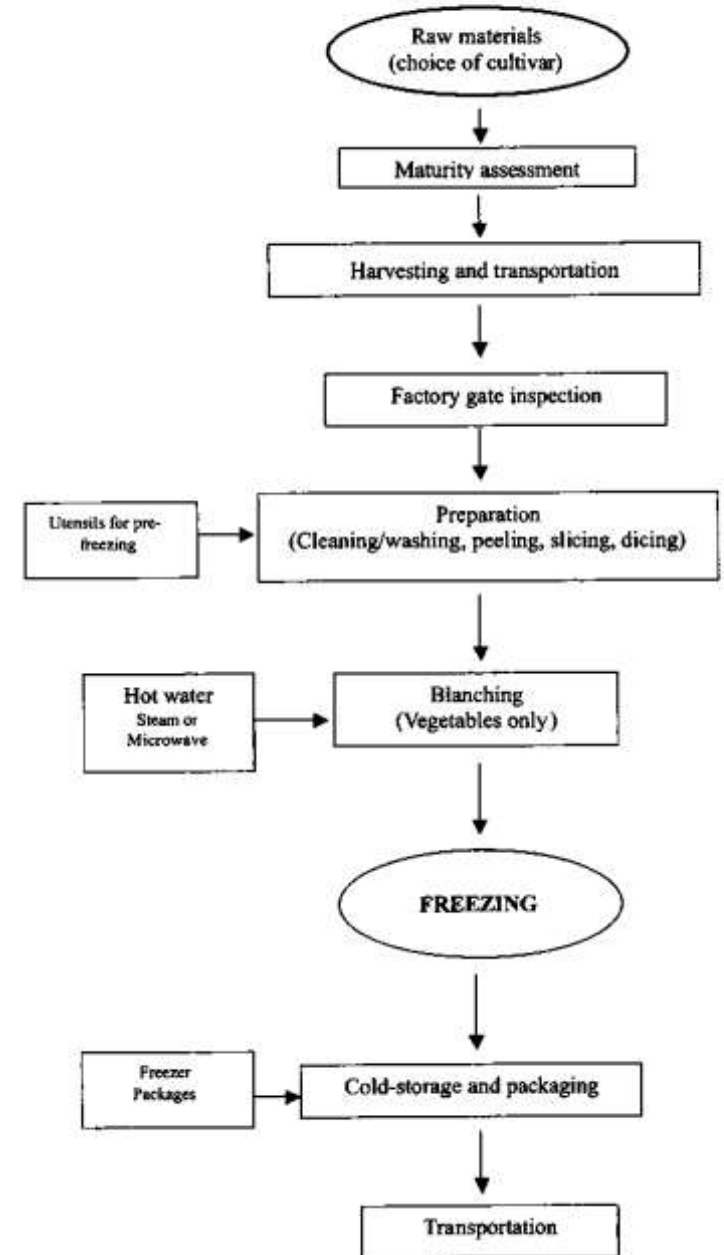 Raw materials
(choice of cultivar)
Maturity assessment
Harvesting and transportation
Factory gate inspection
Utensils for pre-
freezing
Preparation
(Cleaning/washing, peeling, slicing, dicing)
Hot water
Steam or
Microwave
Blanching
(Vegetables only)
FREEZING
Freezer
Packages
Cold-storage and packaging
Transportation